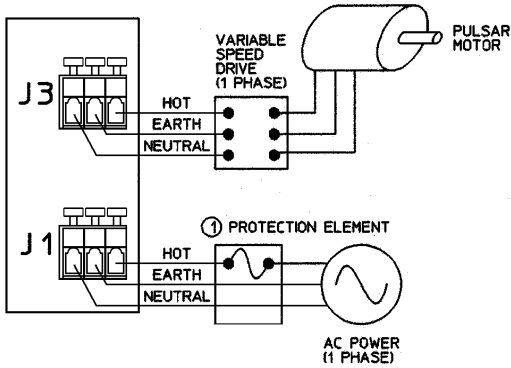 PULSAR
MOTOR
VARIABLE
SPEED
DRIVE
(1 PHASE)
J3
HOT
EARTH
NEUTRAL
1 PROTECTION ELEMENT
J1
HOT
EARTH
NEUTRAL
AC POWER
(1 PHASE)